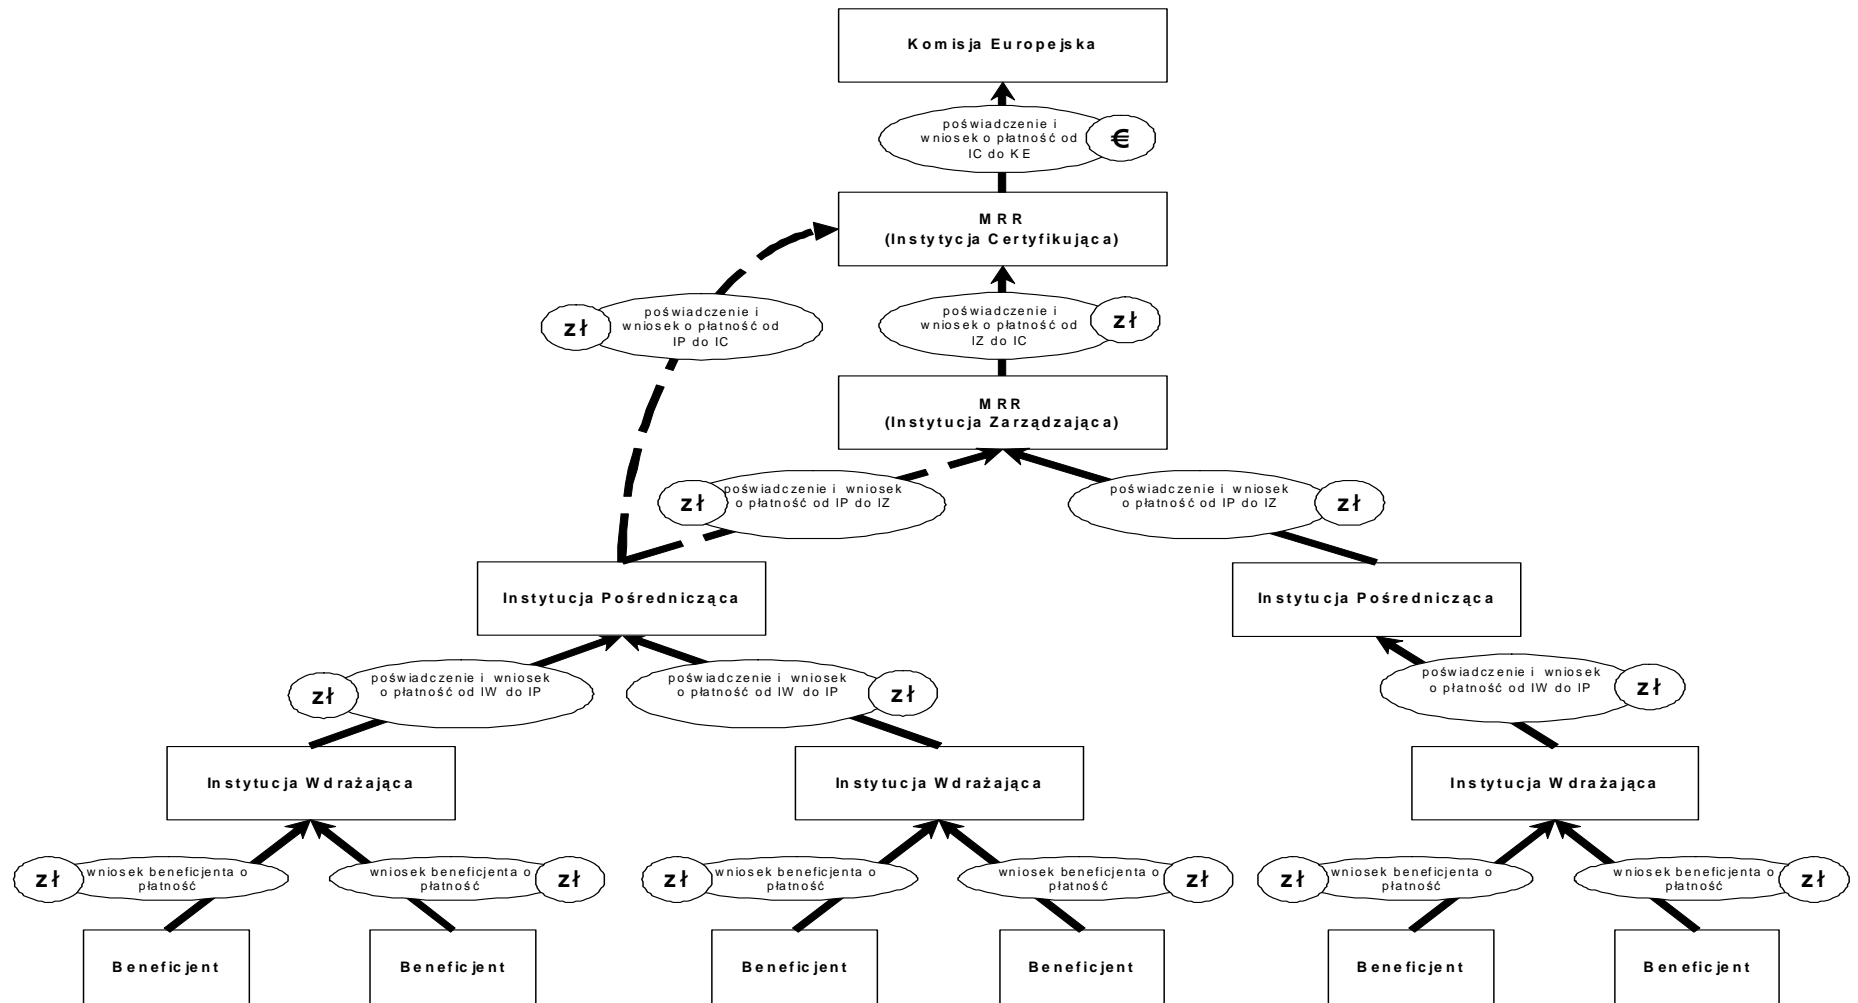 Komisja Europejska
poświadczenie i
wniosek o płatność od
IC do KE
€
MRR
(Instytycja Certyfikująca)
zł
poświadczenie i
wniosek o płatność od
IP do IC
poświadczenie i
wniosek o płatność od
IZ do IC
zł
MRR
(Instytucja Zarządzająca)
zł
poświadczenie i wniosek
o płatność od IP do IZ
poświadczenie i wniosek
o płatność od IP do IZ
zł
Instytucja Pośrednicząca
Instytucja Pośrednicząca
zł
poświadczenie i wniosek
o płatność od IW do IP
poświadczenie i wniosek
o płatność od IW do IP
zł
poświadczenie i wniosek
o płatność od IW do IP
zł
Instytucja Wdrażająca
Instytucja Wdrażająca
Instytucja Wdrażająca
zł
wniosek beneficjenta o
płatność
wniosek beneficjenta o
płatność
zł
zł
wniosek beneficjenta o
płatność
wniosek beneficjenta o
płatność
zł
zł
wniosek beneficjenta o
płatność
wniosek beneficjenta o
płatność
zł
Beneficjent
Beneficjent
Beneficjent
Beneficjent
Beneficjent
Beneficjent